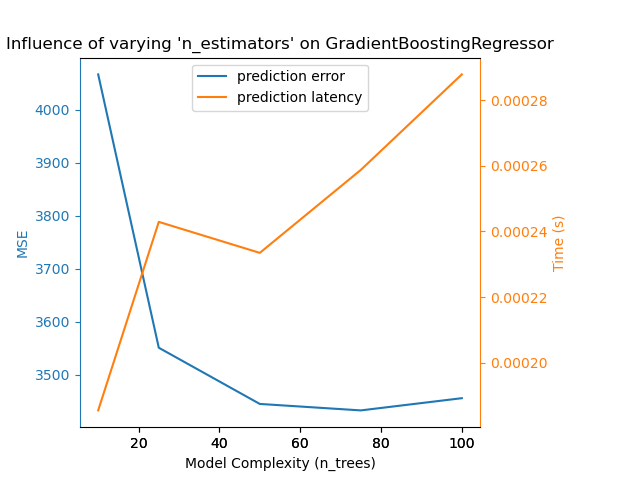 Influence of varying 'n_estimators' on GradientBoostingRegressor
prediction error
prediction latency
MSE
4000
3900
3800
3700
3600
3500
0.00028
0.00026
0.00024
0.00022
0.00020
Time (s)
20 40 60 80 100
Model Complexity (n_trees)